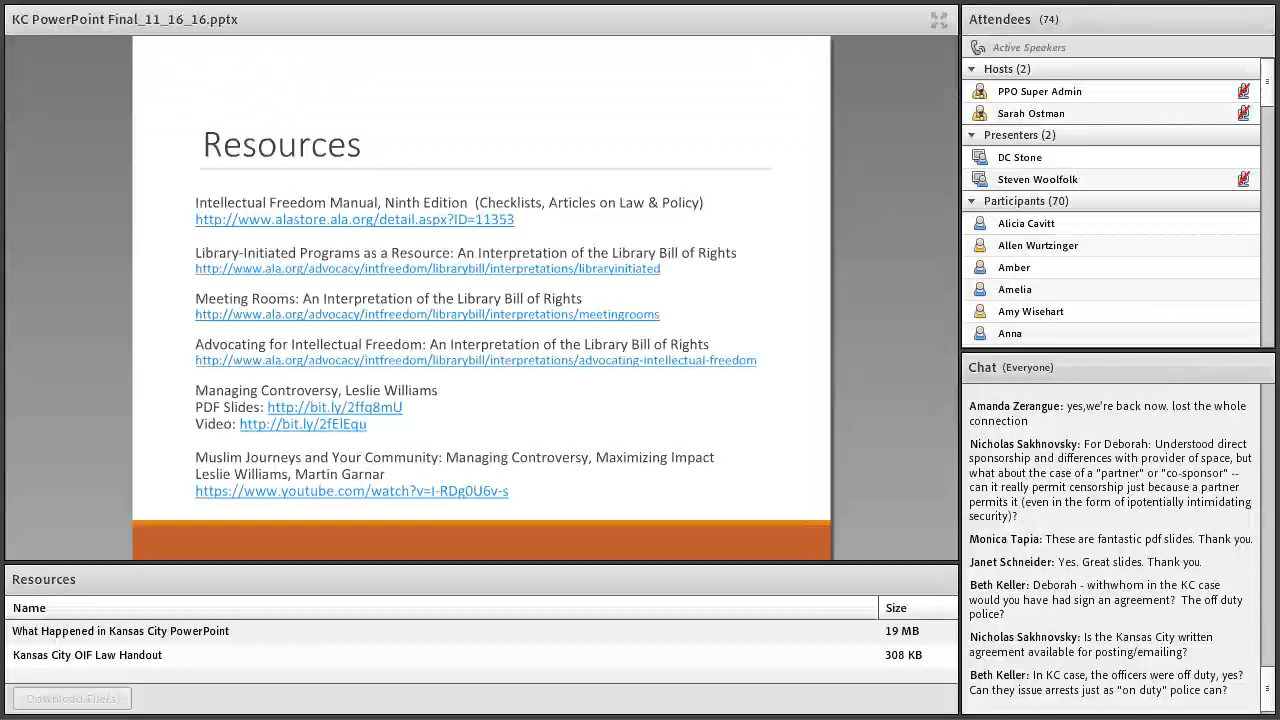 KC PowerPoint Final_11_16_16.pptx
Resources
Intellectual Freedom Manual, Ninth Edition (Checklists, Articles on Law & Policy)
http://www.alastore.ala.org/detail.aspx?ID=11353
Library-Initiated Programs as a Resource: An Interpretation of the Library Bill of Rights
http://www.ala.org/advocacy/intfreedom/librarybill/interpretations/libraryinitiated
Meeting Rooms: An Interpretation of the Library Bill of Rights
http://www.ala.org/advocacy/intfreedom/librarybill/interpretations/meetingrooms
Advocating for Intellectual Freedom: An Interpretation of the Library Bill of Rights
http://www.ala.org/advocacy/intfreedom/librarybill/interpretations/advocating-intellectual-freedom
Managing Controversy, Leslie Williams
PDF Slides: http://bit.ly/2ffq8mU
Video: http://bit.ly/2fElEqu
Muslim Journeys and Your Community: Managing Controversy, Maximizing Impact
Leslie Williams, Martin Garnar
https://www.youtube.com/watch?v=I-RDg0U6v-s
Resources
Name Size
What Happened in Kansas City PowerPoint 19 MB
Kansas City OIF Law Handout 308 KB
Download File(s)
Attendees (74)
Active Speakers
Hosts (2)
PPO Super Admin
Sarah Ostman
Presenters (2)
DC Stone
Steven Woolfolk
Participants (70)
Alicia Cavitt
Allen Wurtzinger
Amber
Amelia
Amy Wisehart
Anna
Chat (Everyone)
Amanda Zerangue: yes,we're back now. lost the whole
connection
Nicholas Sakhnovsky: For Deborah: Understood direct
sponsorship and differences with provider of space, but
what about the case of a "partner" or "co-sponsor" --
can it really permit censorship just because a partner
permits it (even in the form of ipotentially intimidating
security)?
Monica Tapia: These are fantastic pdf slides. Thank you.
Janet Schneider: Yes. Great slides. Thank you.
Beth Keller: Deborah - withwhom in the KC case
would you have had sign an agreement? The off duty
police?
Nicholas Sakhnovsky: Is the Kansas City written
agreement available for posting/emailing?
Beth Keller: In KC case, the officers were off duty, yes?
Can they issue arrests just as "on duty" police can?